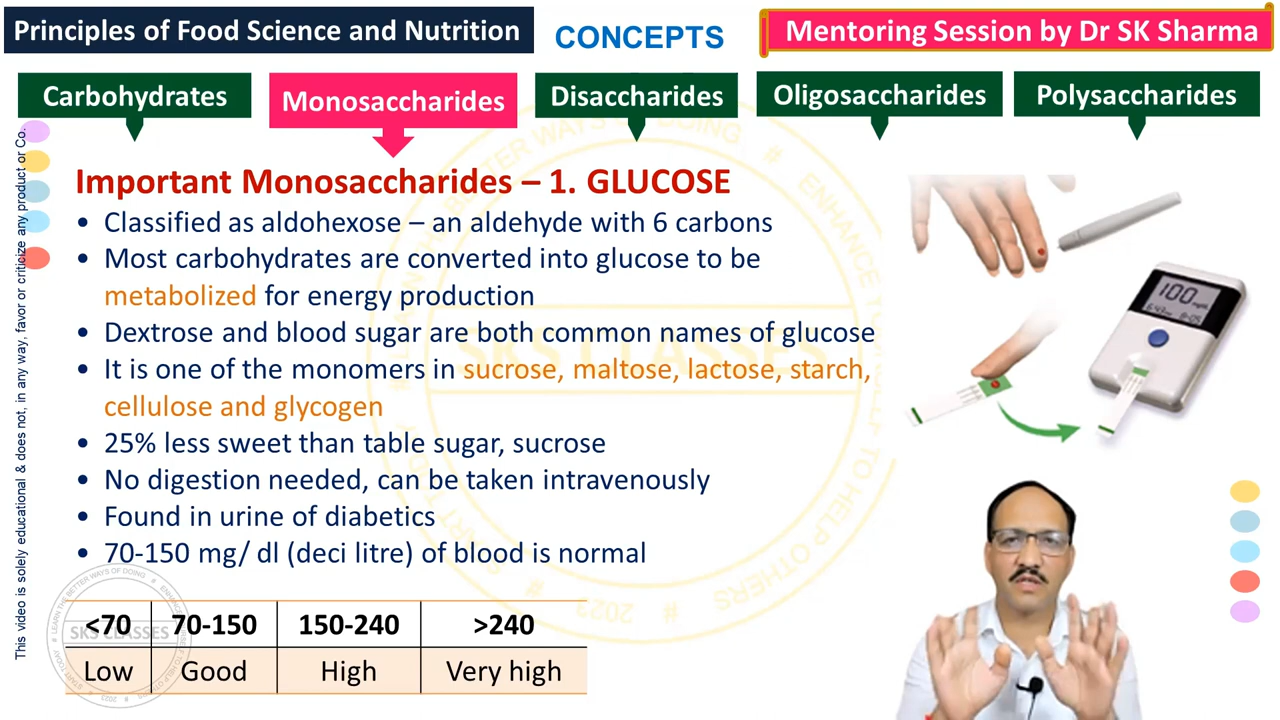 Principles of Food Science and Nutrition
CONCEPTS
Mentoring Session by Dr SK Sharma
Carbohydrates
Monosaccharides
Disaccharides
Oligosaccharides
Polysaccharides
This video is solely educational & does not, in any way, favor or criticize any product or Co.
Important Monosaccharides – 1. GLUCOSE
• Classified as aldohexose – an aldehyde with 6 carbons
• Most carbohydrates are converted into glucose to be
metabolized for energy production
• Dextrose and blood sugar are both common names of glucose
• It is one of the monomers in sucrose, maltose, lactose, starch,
cellulose and glycogen
• 25% less sweet than table sugar, sucrose
• No digestion needed, can be taken intravenously
• Found in urine of diabetics
• 70-150 mg/ dl (deci litre) of blood is normal
<70 70-150 150-240 >240
Low Good High Very high
100
SKS CLASSES
SKS CLASSES
2023